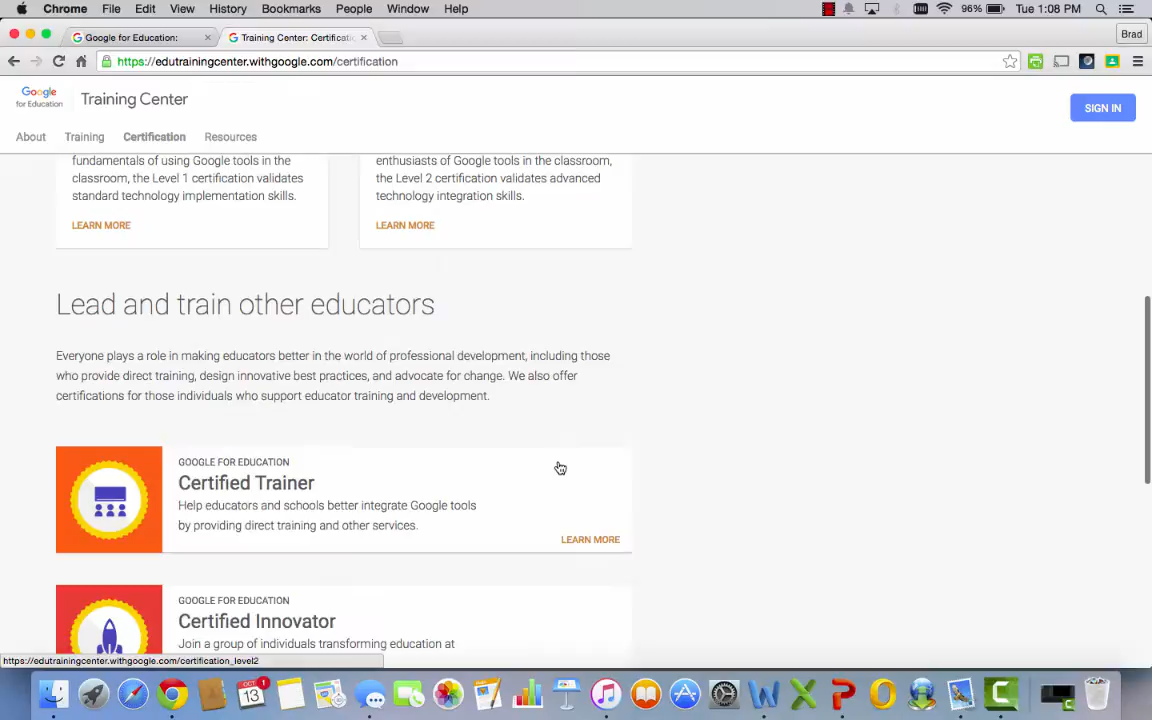 Chrome File Edit View History Bookmarks People Window Help 96% Tue 1:08 PM
Google for Education: Training Center: Certificati Brad
https://edutrainingcenter.withgoogle.com/certification
Google for Education Training Center
SIGN IN
About Training Certification Resources
fundamentals of using Google tools in the
classroom, the Level 1 certification validates
standard technology implementation skills.
LEARN MORE
enthusiasts of Google tools in the classroom,
the Level 2 certification validates advanced
technology integration skills.
LEARN MORE
Lead and train other educators
Everyone plays a role in making educators better in the world of professional development, including those
who provide direct training, design innovative best practices, and advocate for change. We also offer
certifications for those individuals who support educator training and development.
GOOGLE FOR EDUCATION
Certified Trainer
Help educators and schools better integrate Google tools
by providing direct training and other services.
LEARN MORE
GOOGLE FOR EDUCATION
Certified Innovator
Join a group of individuals transforming education at
https://edutrainingcenter.withgoogle.com/certification_level2
OCT 13 1